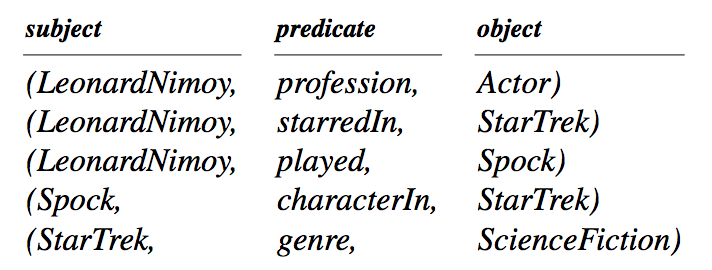 subject predicate object
(LeonardNimoy, profession, Actor)
(LeonardNimoy, starredIn, StarTrek)
(LeonardNimoy, played, Spock)
(Spock, characterIn, StarTrek)
(StarTrek, genre, ScienceFiction)